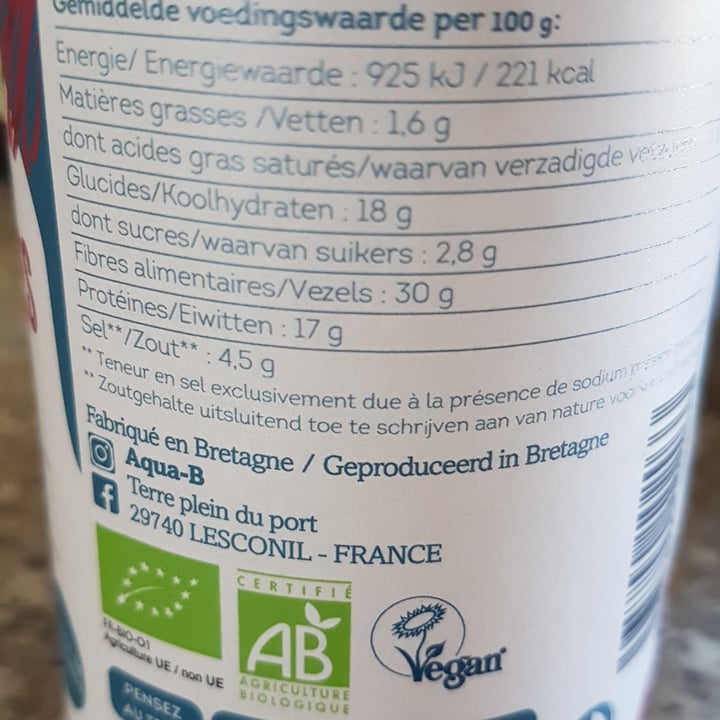 Gemiddelde voedingswaarde per 100 g:
Energie/ Energiewaarde : 925 kJ / 221 kcal
Matières grasses /Vetten : 1,6 g
dont acides gras saturés/waarvan verzadigde
Glucides/Koolhydraten : 18 g
dont sucres/waarvan suikers : 2,8 g
Fibres alimentaires/Vezels : 30 g
Protéines/Eiwitten : 17 g
Sel**/Zout** : 4,5 g
** Teneur en sel exclusivement due à la présence de sodium
** Zoutgehalte uitsluitend toe te schrijven aan van nature
Fabriqué en Bretagne / Geproduceerd in Bretagne
Aqua-B
Terre plein du port
29740 LESCONIL - FRANCE
FR-BIO-01
Agriculture UE / non UE
CERTIFIÉ
AB
AGRICULTURE
BIOLOGIQUE
Végan
PENSEZ